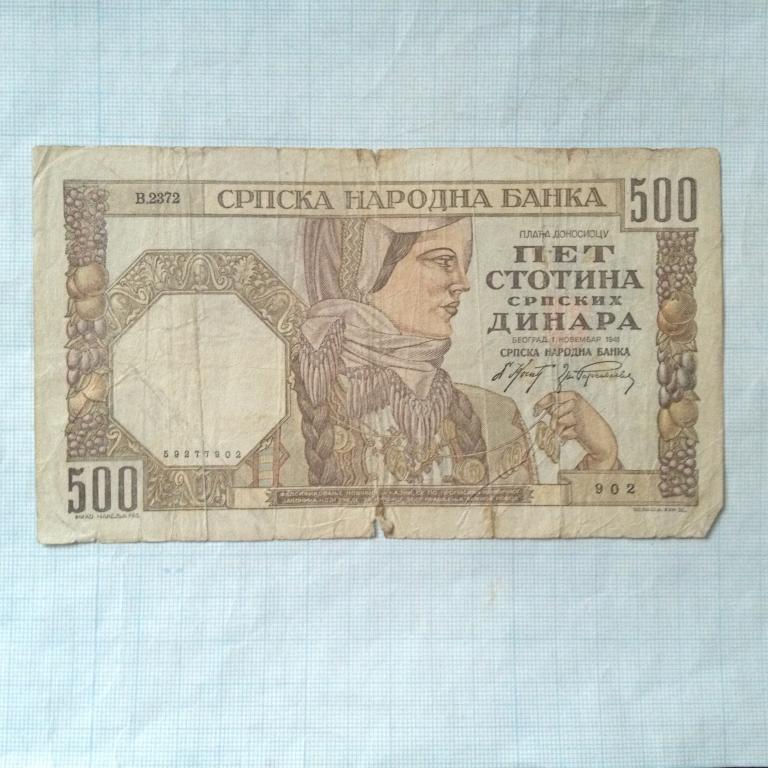 B.2372
СРПСКА НАРОДНА БАНКА
500
ПЛАЋА ДОНОСИОЦУ
ПЕТ
СТОТИНА
СРПСКИХ
ДИНАРА
БЕОГРАД, 1. НОВЕМБАР 1941
СРПСКА НАРОДНА БАНКА
59277902
500
902